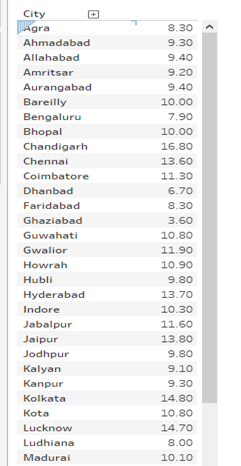 City
Agra 8.30
Ahmadabad 9.30
Allahabad 9.40
Amritsar 9.20
Aurangabad 9.40
Bareilly 10.00
Bengaluru 7.90
Bhopal 10.00
Chandigarh 16.80
Chennai 13.60
Coimbatore 11.30
Dhanbad 6.70
Faridabad 8.30
Ghaziabad 3.60
Guwahati 10.80
Gwalior 11.90
Howrah 10.90
Hubli 9.80
Hyderabad 13.70
Indore 10.30
Jabalpur 11.60
Jaipur 13.80
Jodhpur 9.80
Kalyan 9.10
Kanpur 9.30
Kolkata 14.80
Kota 10.80
Lucknow 14.70
Ludhiana 8.00
Madurai 10.10